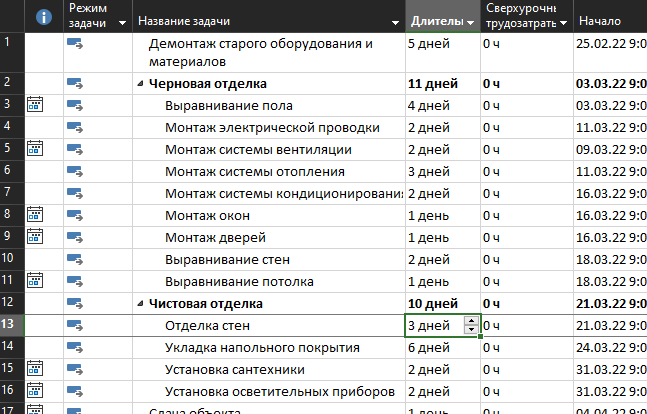 Режим задачи Название задачи Длителы Сверхурочнь трудозатрат Начало
1 Демонтаж старого оборудования и материалов 5 дней 0 ч 25.02.22 9:0
2 Черновая отделка 11 дней 0 ч 03.03.22 9:0
3 Выравнивание пола 4 дней 0 ч 03.03.22 9:0
4 Монтаж электрической проводки 2 дней 0 ч 11.03.22 9:0
5 Монтаж системы вентиляции 2 дней 0 ч 09.03.22 9:0
6 Монтаж системы отопления 3 дней 0 ч 11.03.22 9:0
7 Монтаж системы кондиционирования 2 дней 0 ч 16.03.22 9:0
8 Монтаж окон 1 день 0 ч 16.03.22 9:0
9 Монтаж дверей 1 день 0 ч 16.03.22 9:0
10 Выравнивание стен 2 дней 0 ч 18.03.22 9:0
11 Выравнивание потолка 1 день 0 ч 18.03.22 9:0
12 Чистовая отделка 10 дней 0 ч 21.03.22 9:0
13 Отделка стен 3 дней 0 ч 21.03.22 9:0
14 Укладка напольного покрытия 6 дней 0 ч 24.03.22 9:0
15 Установка сантехники 2 дней 0 ч 31.03.22 9:0
16 Установка осветительных приборов 2 дней 0 ч 31.03.22 9:0
Сдача объекта 1 день 0 ч 04.04.22 9:0